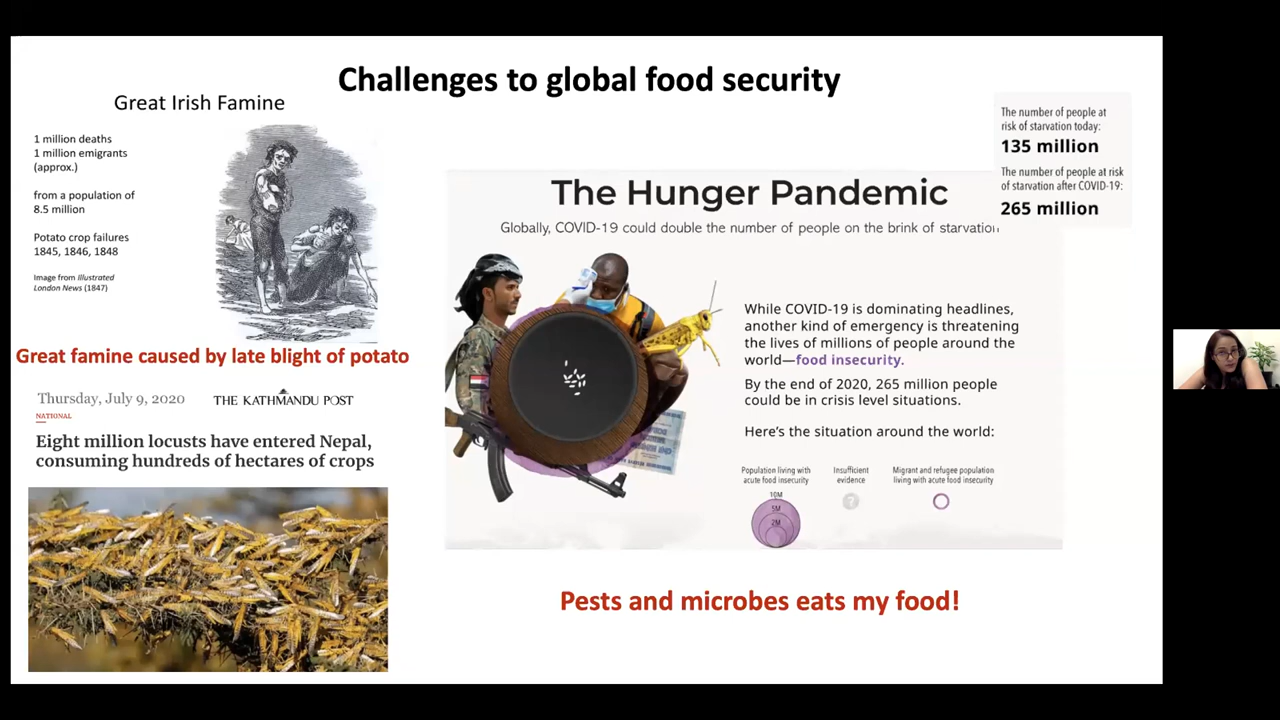 Challenges to global food security
Great Irish Famine
1 million deaths
1 million emigrants
(approx.)
from a population of
8.5 million
Potato crop failures
1845, 1846, 1848
Image from Illustrated
London News (1847)
Great famine caused by late blight of potato
Thursday, July 9, 2020
THE KATHMANDU POST
NATIONAL
Eight million locusts have entered Nepal,
consuming hundreds of hectares of crops
The number of people at
risk of starvation today:
135 million
The number of people at risk
of starvation after COVID-19:
265 million
The Hunger Pandemic
Globally, COVID-19 could double the number of people on the brink of starvation
While COVID-19 is dominating headlines,
another kind of emergency is threatening
the lives of millions of people around the
world—food insecurity.
By the end of 2020, 265 million people
could be in crisis level situations.
Here's the situation around the world:
Population living with
acute food insecurity
10M
5M
2M
Insufficient
evidence
?
Migrant and refugee population
living with acute food insecurity
Pests and microbes eats my food!